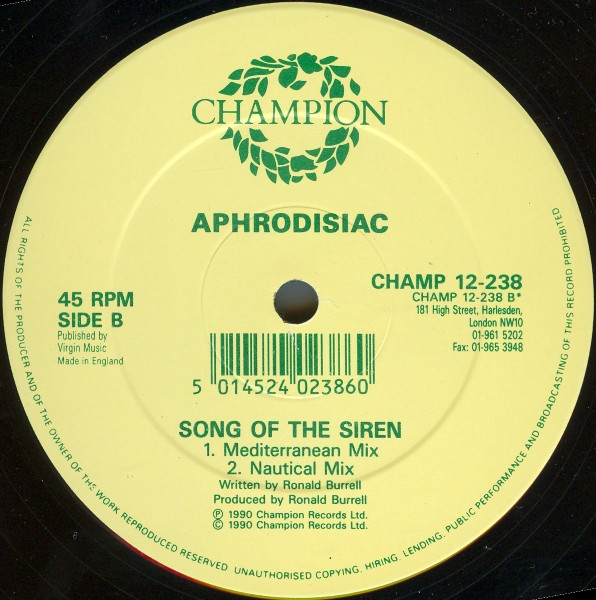 CHAMPION
APHRODISIAC
45 RPM
SIDE B
Published by
Virgin Music
Made in England
CHAMP 12-238
CHAMP 12-238 B*
181 High Street, Harlesden,
London NW10
01-961 5202
Fax: 01-965 3948
5 014524 023860
SONG OF THE SIREN
1. Mediterranean Mix
2. Nautical Mix
Written by Ronald Burrell
Produced by Ronald Burrell
℗ 1990 Champion Records Ltd.
© 1990 Champion Records Ltd.
ALL RIGHTS OF THE PRODUCER AND OF THE OWNER OF THIS WORK REPRODUCED RESERVED. UNAUTHORISED COPYING, HIRING, LENDING, PUBLIC PERFORMANCE AND BROADCASTING OF THIS RECORD PROHIBITED